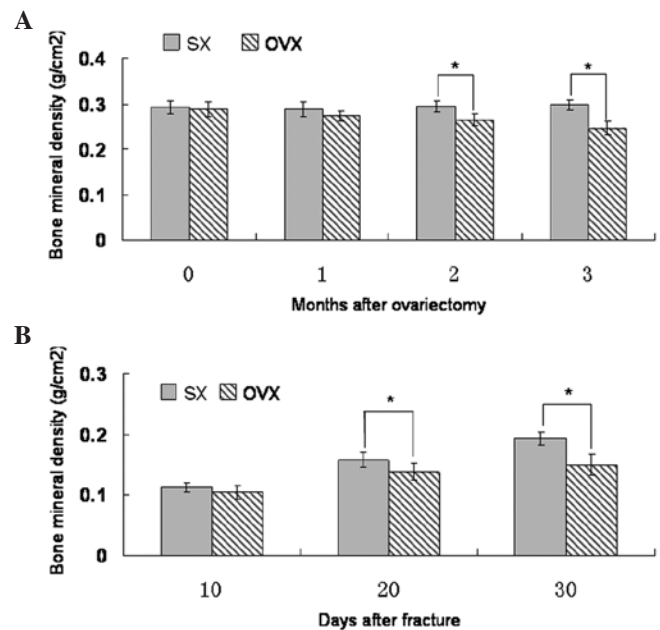 A
SX OVX
Bone mineral density (g/cm2)
0.4
0.3
0.2
0.1
0
* *
0 1 2 3
Months after ovariectomy
B
SX OVX
Bone mineral density (g/cm2)
0.3
0.2
0.1
0
* *
10 20 30
Days after fracture